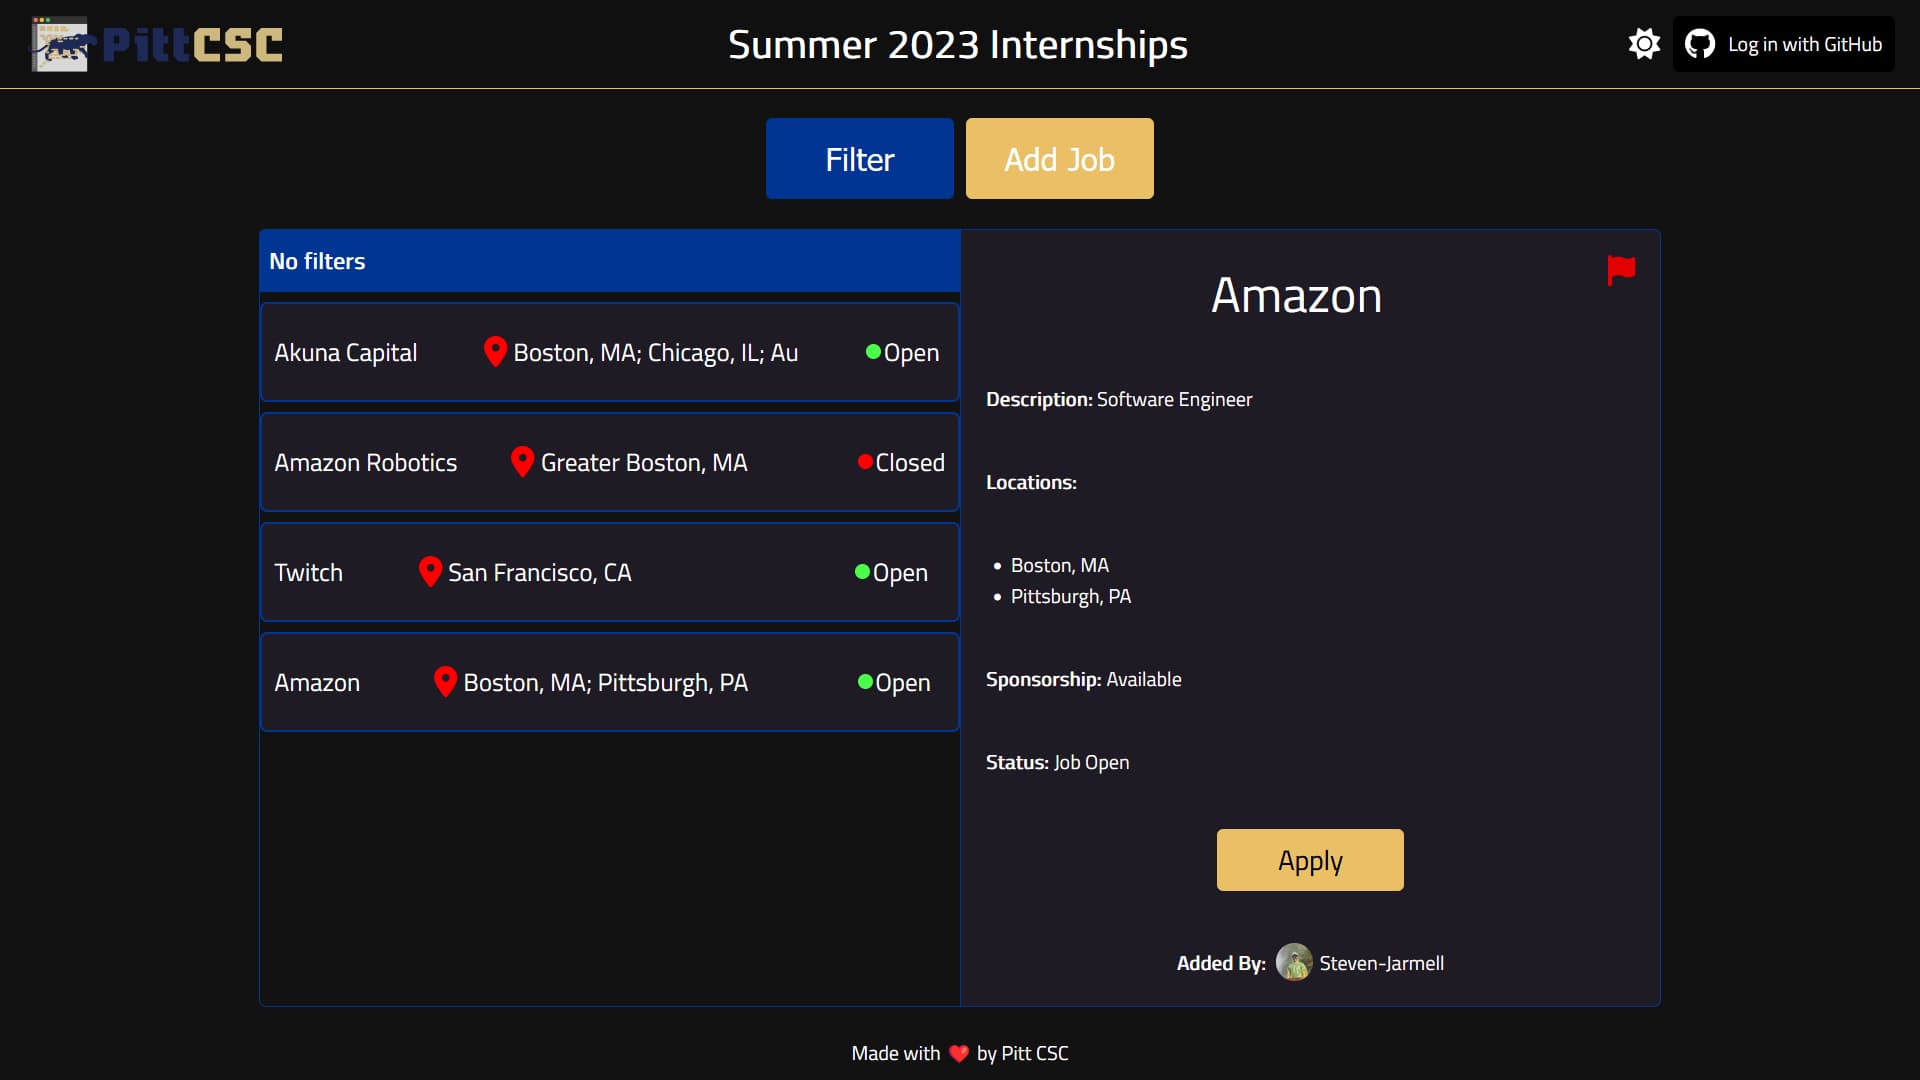 PittCSC
Summer 2023 Internships
Log in with GitHub
Filter
Add Job
No filters
Akuna Capital
Boston, MA; Chicago, IL; Au
Open
Amazon Robotics
Greater Boston, MA
Closed
Twitch
San Francisco, CA
Open
Amazon
Boston, MA; Pittsburgh, PA
Open
Amazon
Description: Software Engineer
Locations:
• Boston, MA
• Pittsburgh, PA
Sponsorship: Available
Status: Job Open
Apply
Added By: Steven-Jarmell
Made with ❤️ by Pitt CSC